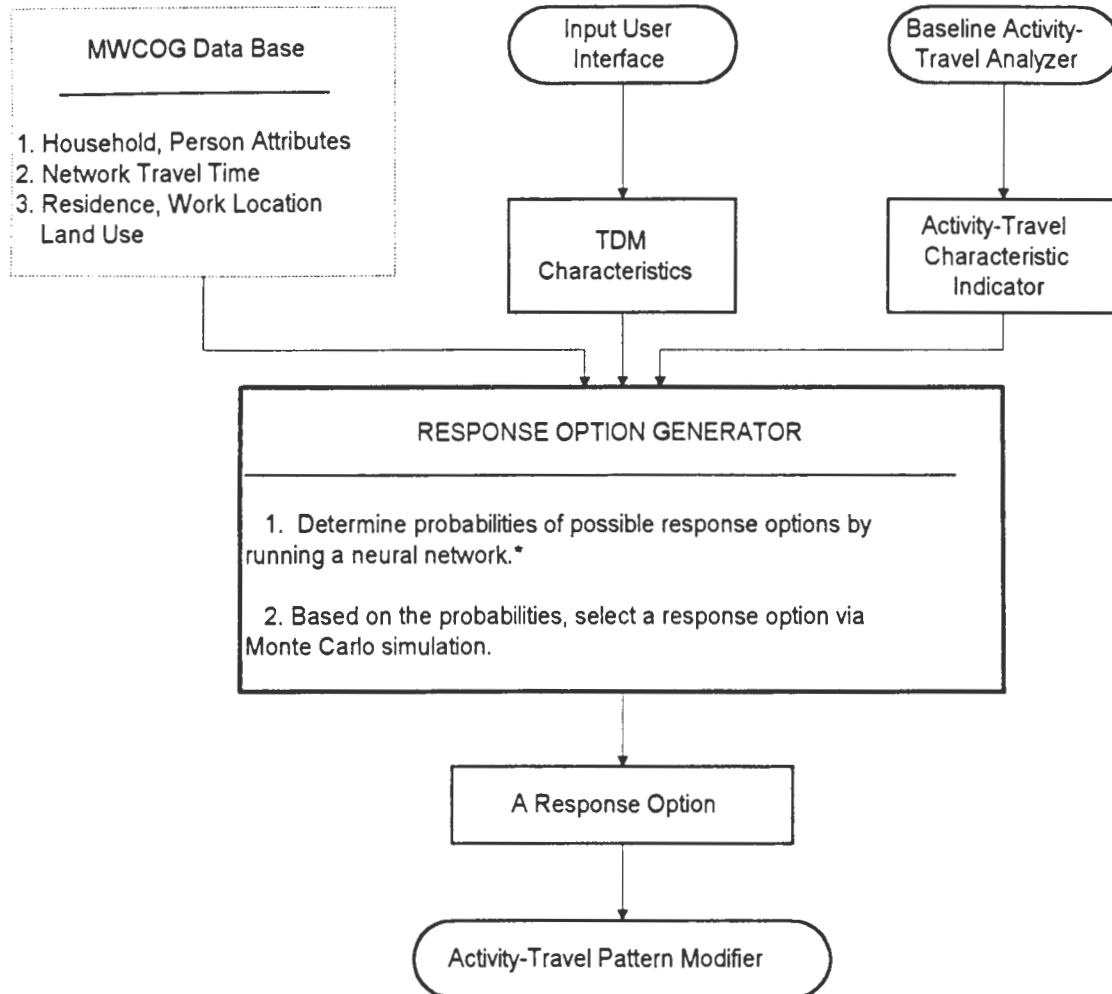 MWCOG Data Base
1. Household, Person Attributes
2. Network Travel Time
3. Residence, Work Location
Land Use
Input User
Interface
Baseline Activity-
Travel Analyzer
TDM
Characteristics
Activity-Travel
Characteristic
Indicator
RESPONSE OPTION GENERATOR
1. Determine probabilities of possible response options by
running a neural network.*
2. Based on the probabilities, select a response option via
Monte Carlo simulation.
A Response Option
Activity-Travel Pattern Modifier